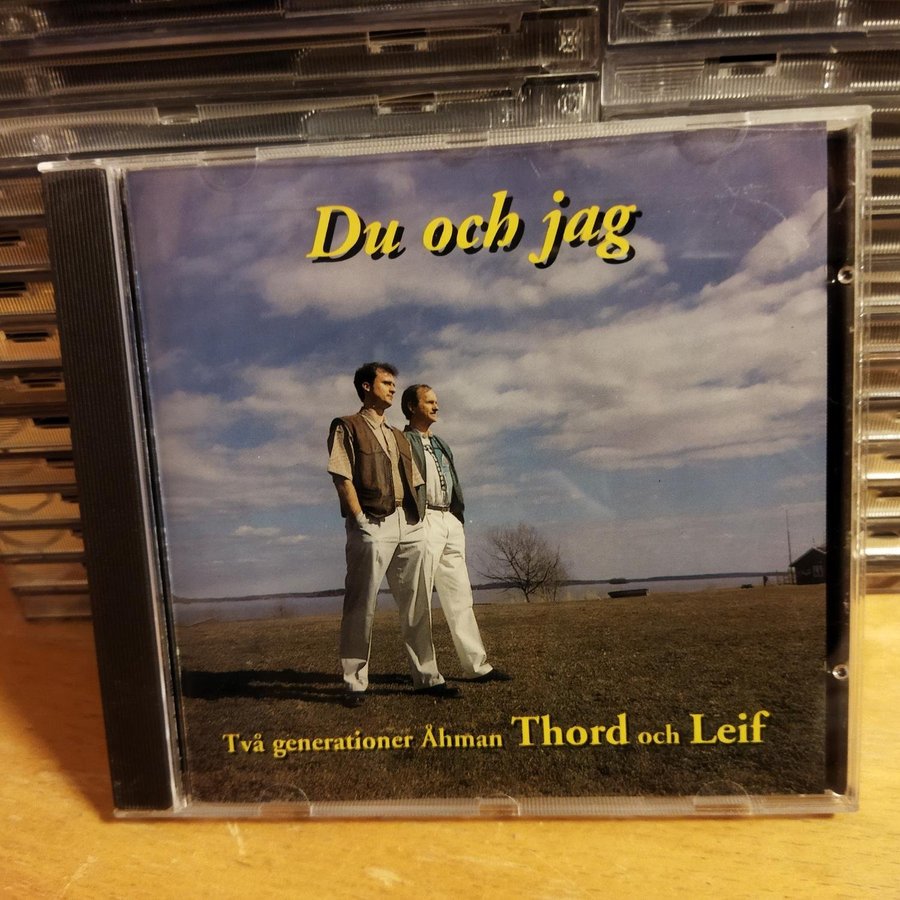 Du och jag
Två generationer Åhman Thord och Leif